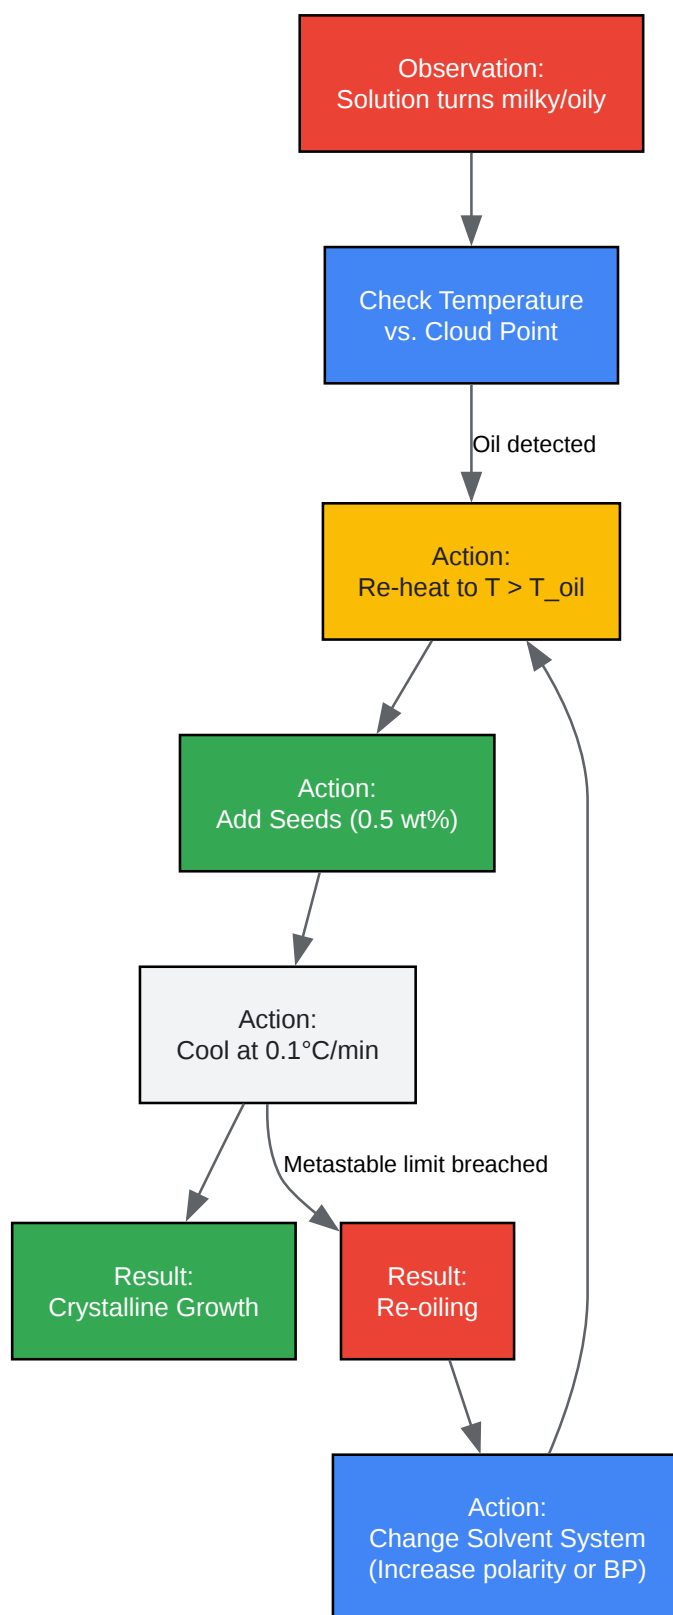 Observation:
Solution turns milky/oily
Check Temperature
vs. Cloud Point
Oil detected
Action:
Re-heat to T > T_oil
Action:
Add Seeds (0.5 wt%)
Action:
Cool at 0.1°C/min
Metastable limit breached
Result:
Crystalline Growth
Result:
Re-oiling
Action:
Change Solvent System
(Increase polarity or BP)